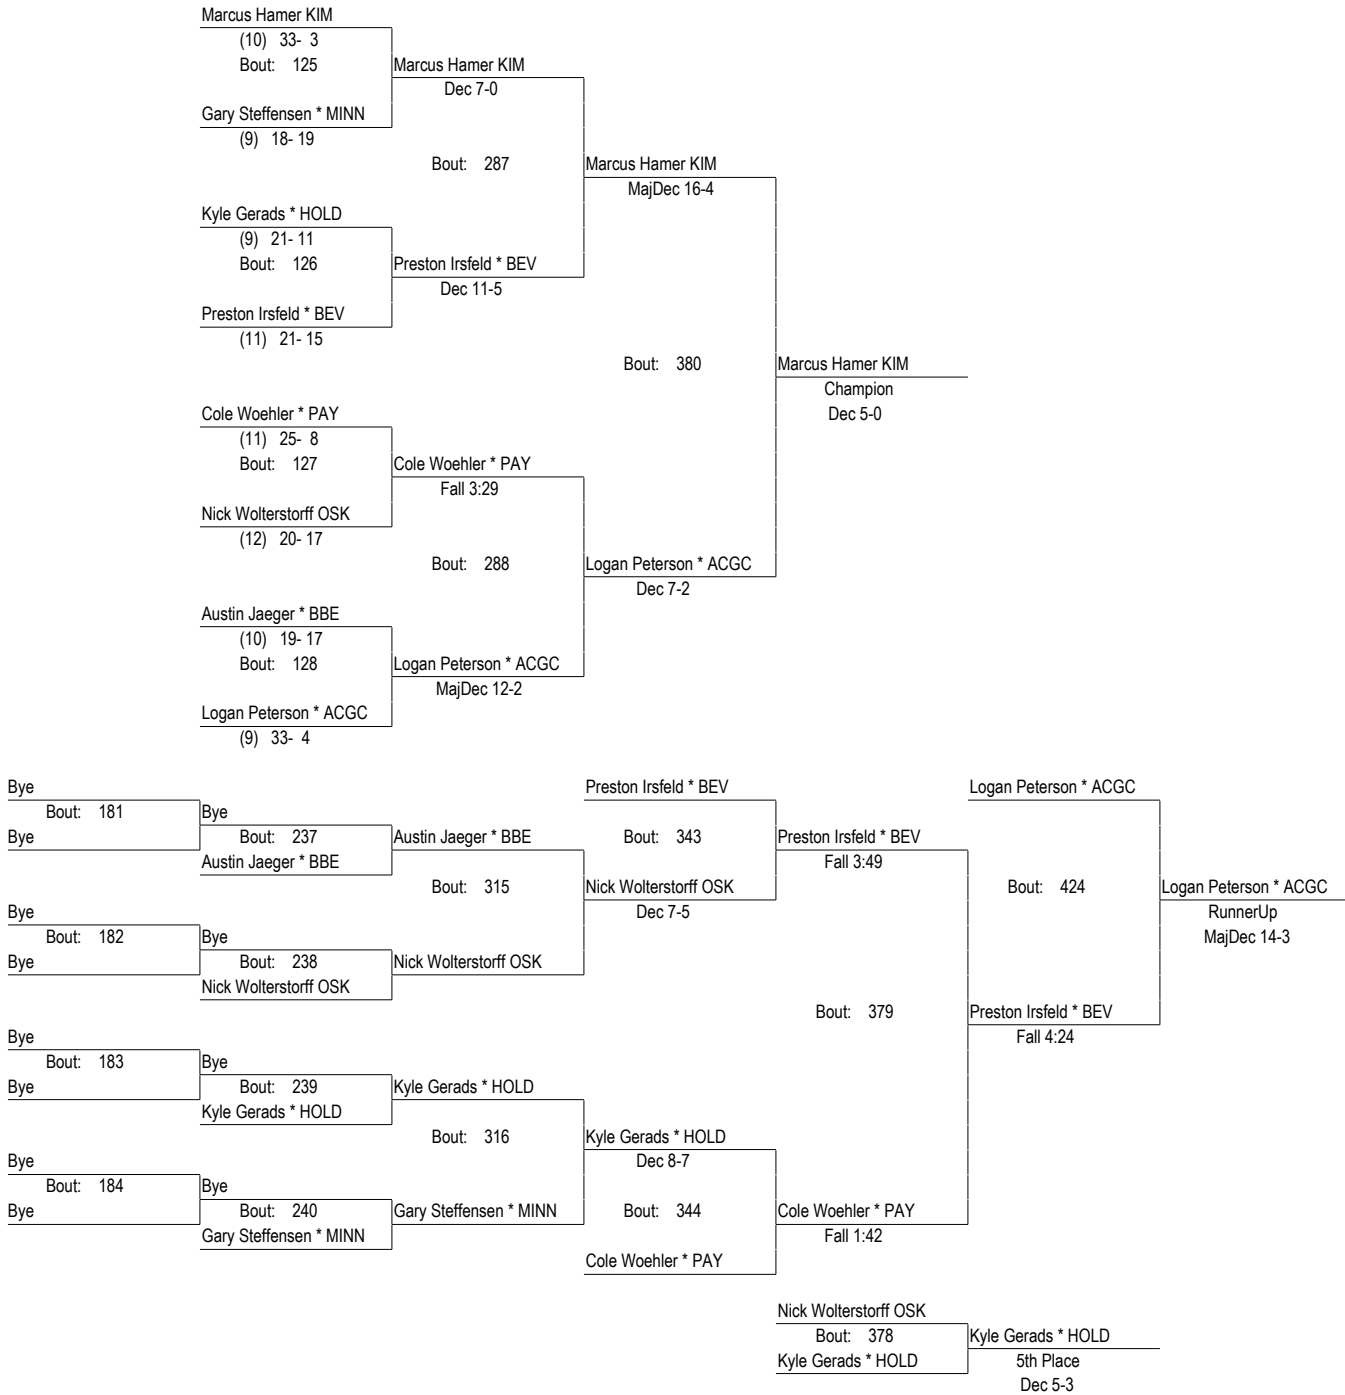 Marcus Hamer KIM
(10) 33- 3
Bout: 125
Marcus Hamer KIM
Dec 7-0
Gary Steffensen * MINN
(9) 18- 19
Bout: 287
Marcus Hamer KIM
MajDec 16-4
Kyle Gerads * HOLD
(9) 21- 11
Bout: 126
Preston Irsfeld * BEV
Dec 11-5
Preston Irsfeld * BEV
(11) 21- 15
Bout: 380
Marcus Hamer KIM
Champion
Dec 5-0
Cole Woehler * PAY
(11) 25- 8
Bout: 127
Cole Woehler * PAY
Fall 3:29
Nick Wolterstorff OSK
(12) 20- 17
Bout: 288
Logan Peterson * ACGC
Dec 7-2
Austin Jaeger * BBE
(10) 19- 17
Bout: 128
Logan Peterson * ACGC
MajDec 12-2
Logan Peterson * ACGC
(9) 33- 4
Bye
Bout: 181
Bye
Bye
Bout: 237
Austin Jaeger * BBE
Austin Jaeger * BBE
Bout: 315
Preston Irsfeld * BEV
Bout: 343
Nick Wolterstorff OSK
Dec 7-5
Preston Irsfeld * BEV
Fall 3:49
Logan Peterson * ACGC
Bout: 424
Logan Peterson * ACGC
RunnerUp
MajDec 14-3
Bye
Bout: 182
Bye
Bye
Bout: 238
Nick Wolterstorff OSK
Nick Wolterstorff OSK
Bout: 379
Preston Irsfeld * BEV
Fall 4:24
Bye
Bout: 183
Bye
Bye
Bout: 239
Kyle Gerads * HOLD
Kyle Gerads * HOLD
Bout: 316
Kyle Gerads * HOLD
Dec 8-7
Bye
Bout: 184
Bye
Bye
Bout: 240
Gary Steffensen * MINN
Gary Steffensen * MINN
Bout: 344
Cole Woehler * PAY
Cole Woehler * PAY
Fall 1:42
Nick Wolterstorff OSK
Bout: 378
Kyle Gerads * HOLD
Kyle Gerads * HOLD
5th Place
Dec 5-3